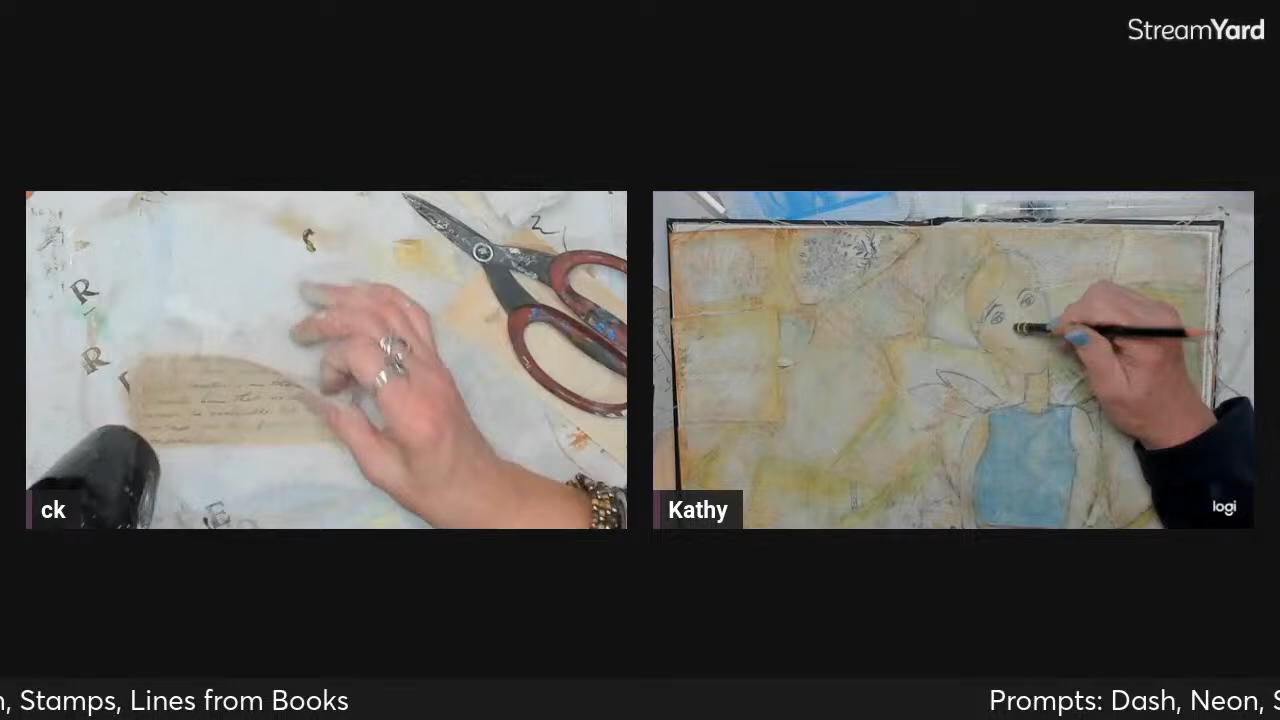 StreamYard
R
R
E
ck
Kathy
logi
n, Stamps, Lines from Books
Prompts: Dash, Neon, S